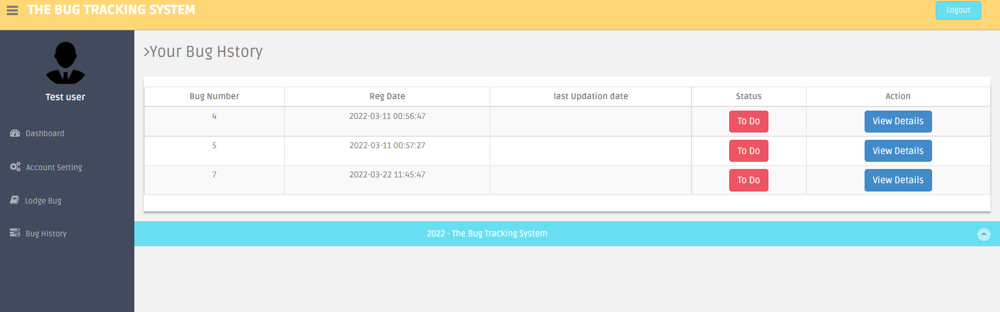 THE BUG TRACKING SYSTEM
Logout
Test user
Dashboard
Account Setting
Lodge Bug
Bug History
Your Bug Hstory
Bug Number Reg Date last Updation date Status Action
4 2022-03-11 00:56:47 To Do View Details
5 2022-03-11 00:57:27 To Do View Details
7 2022-03-22 11:45:47 To Do View Details
2022 - The Bug Tracking System